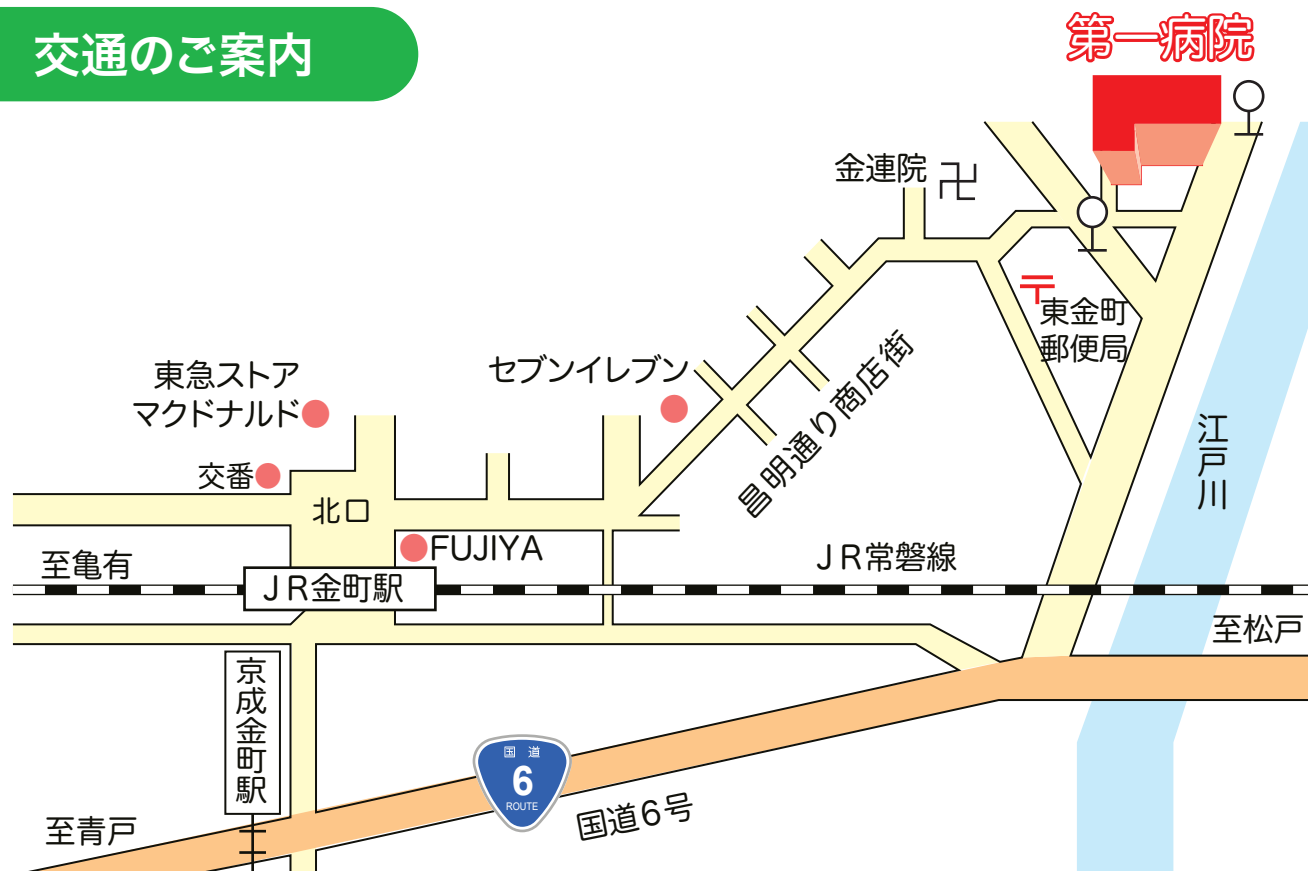 交通のご案内
第一病院
金連院
東金町
郵便局
東急ストア
マクドナルド
セブンイレブン
昌明通り商店街
江戸川
交番
北口
FUJIYA
至亀有
JR金町駅
JR常磐線
至松戸
京成金町駅
国道
6
ROUTE
国道6号
至青戸